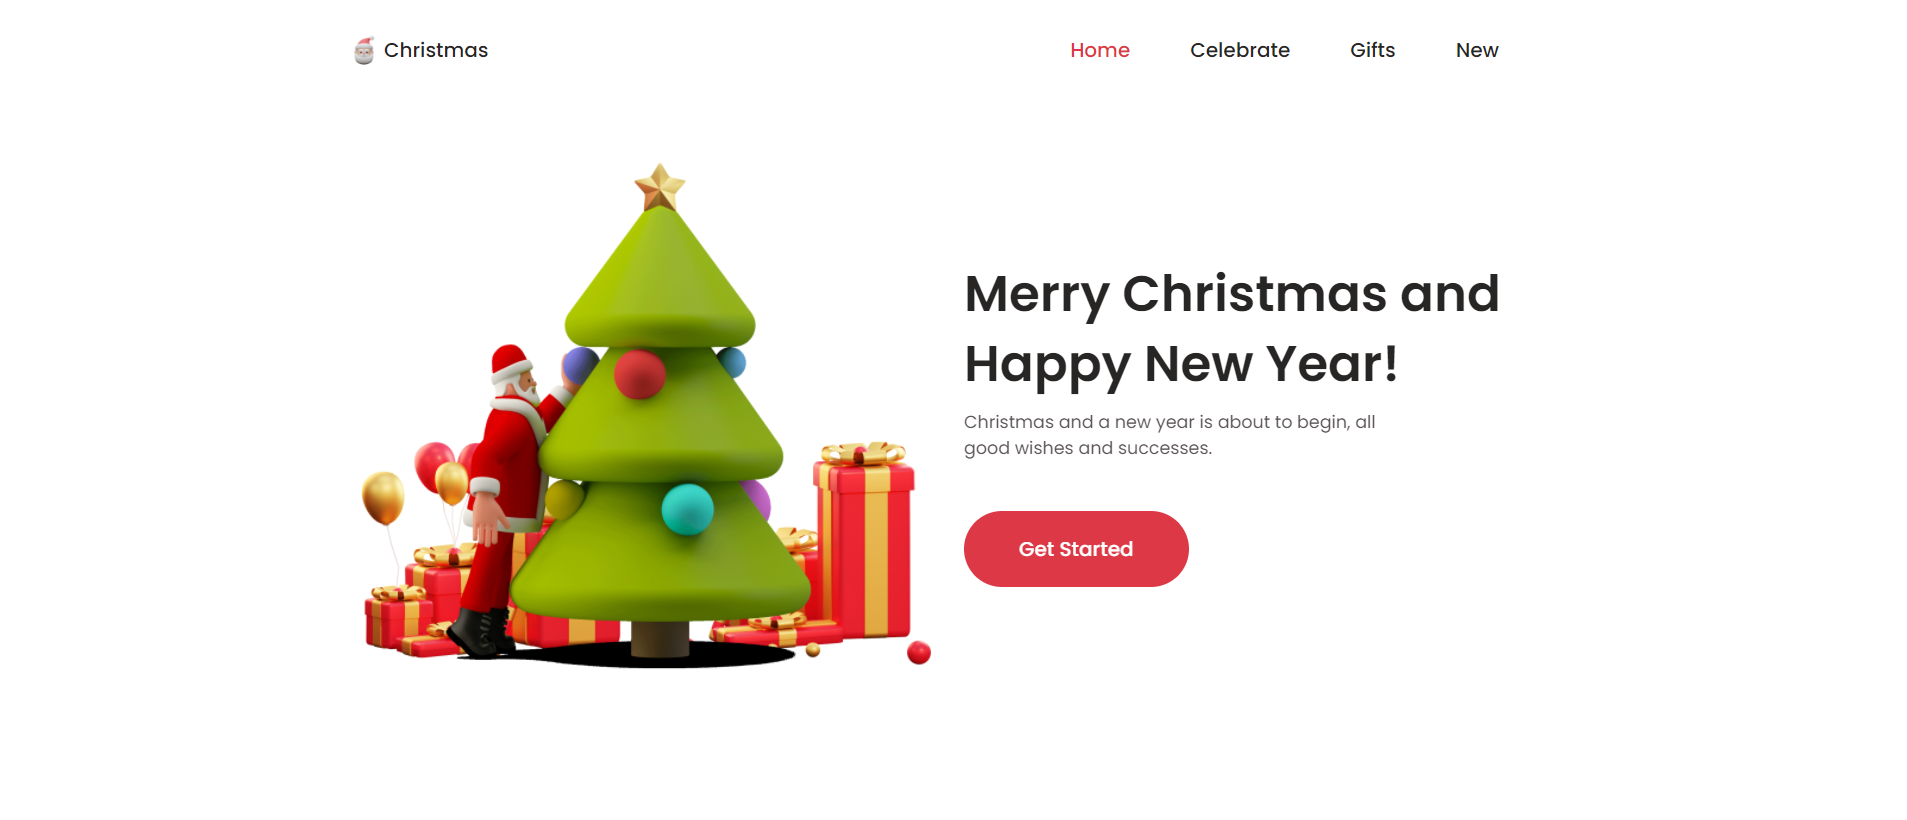 Christmas
Home
Celebrate
Gifts
New
Merry Christmas and
Happy New Year!
Christmas and a new year is about to begin, all
good wishes and successes.
Get Started